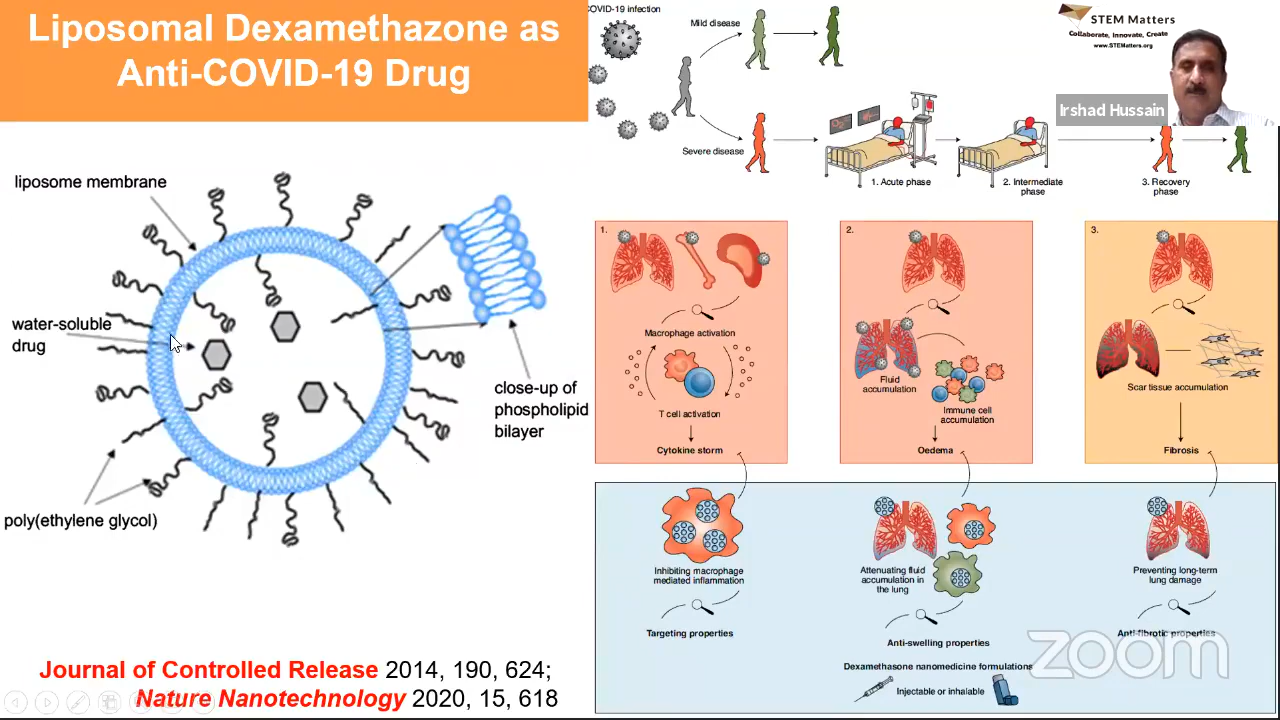 Liposomal Dexamethazone as
Anti-COVID-19 Drug
liposome membrane
water-soluble
drug
close-up of
phospholipid
bilayer
poly(ethylene glycol)
Journal of Controlled Release 2014, 190, 624;
Nature Nanotechnology 2020, 15, 618
COVID-19 infection
Mild disease
Severe disease
1. Acute phase
2. Intermediate
phase
3. Recovery
phase
STEM Matters
Collaborate, Innovate, Create
www.STEMatters.org
Irshad Hussain
1.
Macrophage activation
T cell activation
Cytokine storm
2.
Fluid
accumulation
Immune cell
accumulation
Oedema
3.
Scar tissue accumulation
Fibrosis
Inhibiting macrophage
mediated inflammation
Targeting properties
Attenuating fluid
accumulation in
the lung
Anti-swelling properties
Preventing long-term
lung damage
Anti-fibrotic properties
Dexamethasone nanomedicine formulations
Injectable or inhalable
zoom